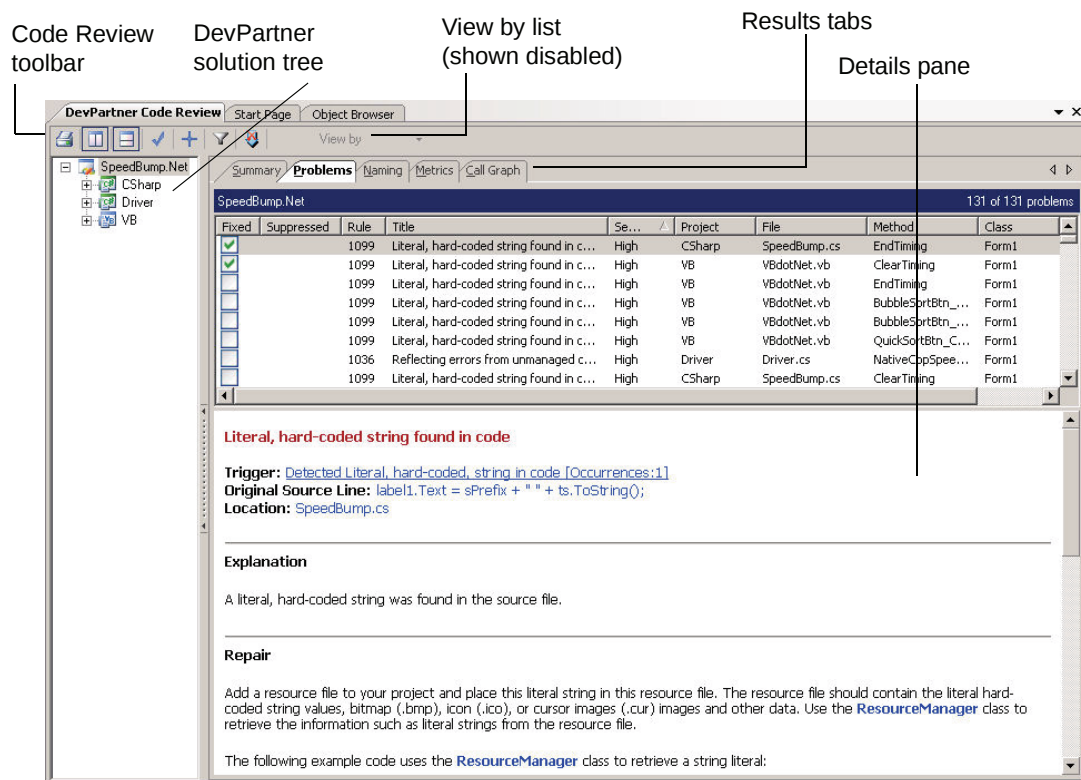 Code Review
toolbar
DevPartner
solution tree
View by list
(shown disabled)
Results tabs
Details pane
DevPartner Code Review Start Page Object Browser
View by
SpeedBump.Net
CSharp
Driver
VB
Summary Problems Naming Metrics Call Graph
SpeedBump.Net 131 of 131 problems
Fixed Suppressed Rule Title Se... Project File Method Class
1099 Literal, hard-coded string found in c... High CSharp SpeedBump.cs EndTiming Form1
1099 Literal, hard-coded string found in c... High VB VBdotNet.vb ClearTiming Form1
1099 Literal, hard-coded string found in c... High VB VBdotNet.vb EndTiming Form1
1099 Literal, hard-coded string found in c... High VB VBdotNet.vb BubbleSortBtn_... Form1
1099 Literal, hard-coded string found in c... High VB VBdotNet.vb BubbleSortBtn_... Form1
1099 Literal, hard-coded string found in c... High VB VBdotNet.vb QuickSortBtn_C... Form1
1036 Reflecting errors from unmanaged c... High Driver Driver.cs NativeCppSpee... Form1
1099 Literal, hard-coded string found in c... High CSharp SpeedBump.cs ClearTiming Form1
Literal, hard-coded string found in code
Trigger: Detected Literal, hard-coded, string in code [Occurrences:1]
Original Source Line: label1.Text = sPrefix + " " + ts.ToString();
Location: SpeedBump.cs
Explanation
A literal, hard-coded string was found in the source file.
Repair
Add a resource file to your project and place this literal string in this resource file. The resource file should contain the literal hard-
coded string values, bitmap (.bmp), icon (.ico), or cursor images (.cur) images and other data. Use the ResourceManager class to
retrieve the information such as literal strings from the resource file.
The following example code uses the ResourceManager class to retrieve a string literal: